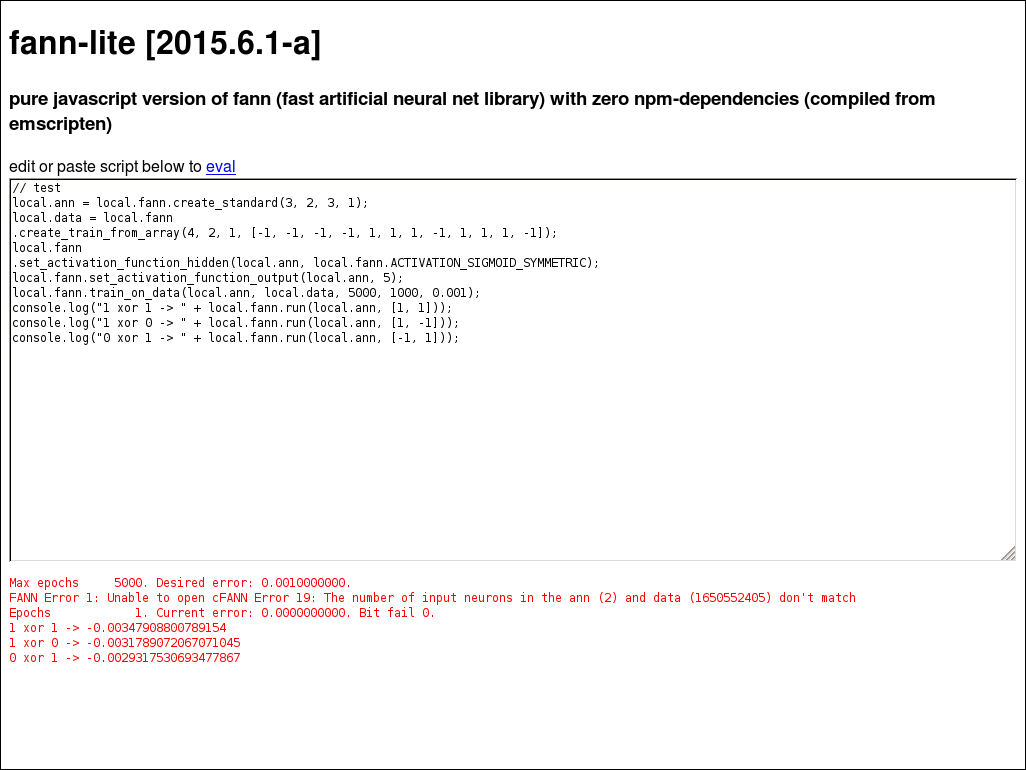 fann-lite [2015.6.1-a]
pure javascript version of fann (fast artificial neural net library) with zero npm-dependencies (compiled from
emscripten)
edit or paste script below to eval
// test
local.ann = local.fann.create_standard(3, 2, 3, 1);
local.data = local.fann
.create_train_from_array(4, 2, 1, [-1, -1, -1, -1, 1, 1, 1, -1, 1, 1, 1, -1]);
local.fann
.set_activation_function_hidden(local.ann, local.fann.ACTIVATION_SIGMOID_SYMMETRIC);
local.fann.set_activation_function_output(local.ann, 5);
local.fann.train_on_data(local.ann, local.data, 5000, 1000, 0.001);
console.log("1 xor 1 -> " + local.fann.run(local.ann, [1, 1]));
console.log("1 xor 0 -> " + local.fann.run(local.ann, [1, -1]));
console.log("0 xor 1 -> " + local.fann.run(local.ann, [-1, 1]));
Max epochs     5000. Desired error: 0.0010000000.
FANN Error 1: Unable to open cFANN Error 19: The number of input neurons in the ann (2) and data (1650552405) don't match
Epochs            1. Current error: 0.0000000000. Bit fail 0.
1 xor 1 -> -0.00347908800789154
1 xor 0 -> -0.0031789072067071045
0 xor 1 -> -0.0029317530693477867